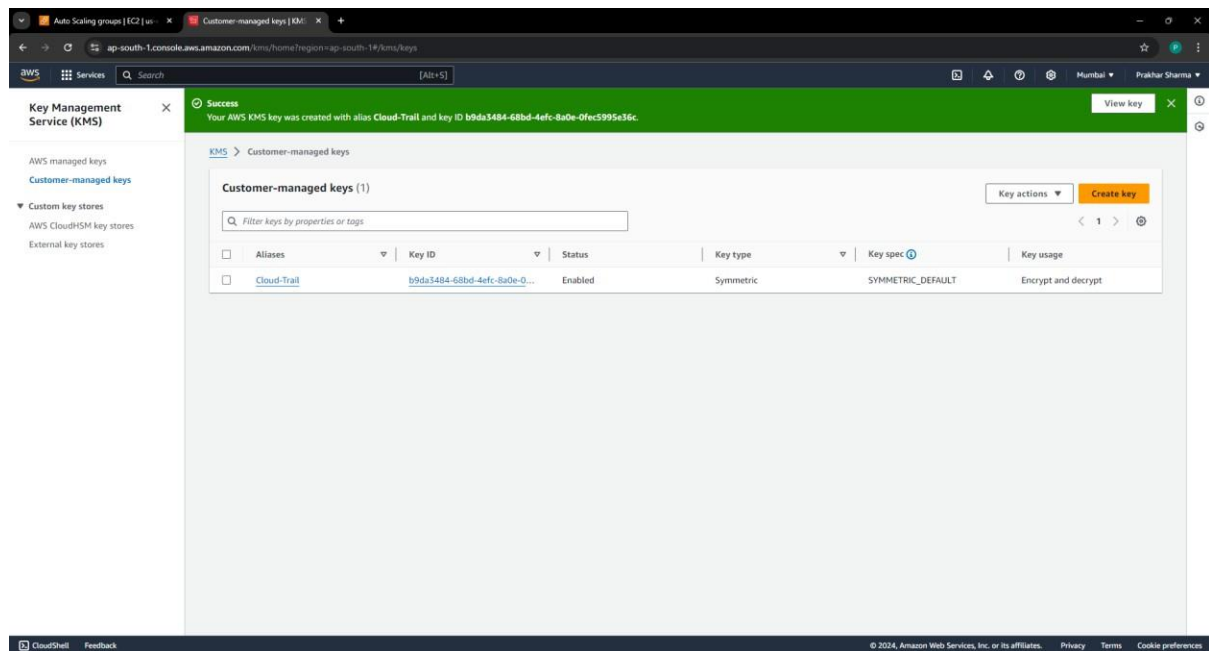 Auto Scaling groups | EC2 | us-
Customer-managed keys | KMS
ap-south-1.console.aws.amazon.com/kms/home?region=ap-south-1#/kms/keys
aws Services Search [Alt+S] Mumbai Prakhar Sharma
Key Management
Service (KMS)
AWS managed keys
Customer-managed keys
Custom key stores
AWS CloudHSM key stores
External key stores
Success
Your AWS KMS key was created with alias Cloud-Trail and key ID b9da3484-68bd-4efc-8a0e-0fec5995e36c.
View key
KMS > Customer-managed keys
Customer-managed keys (1)
Key actions Create key
Filter keys by properties or tags
1
Aliases Key ID Status Key type Key spec Key usage
Cloud-Trail b9da3484-68bd-4efc-8a0e-0... Enabled Symmetric SYMMETRIC_DEFAULT Encrypt and decrypt
CloudShell Feedback © 2024, Amazon Web Services, Inc. or its affiliates. Privacy Terms Cookie preferences